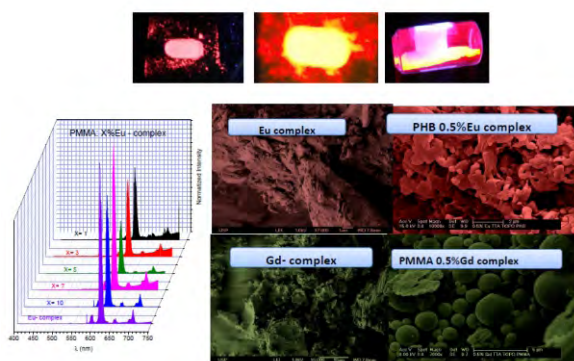 PMMA. X%Eu - complex
Normalized Intensity
X= 1
X= 3
X= 5
X= 7
X= 10
Eu- complex
400 450 500 550 600 650 700 750
L (nm)
Eu complex
PHB 0.5%Eu complex
Gd- complex
PMMA 0.5%Gd complex